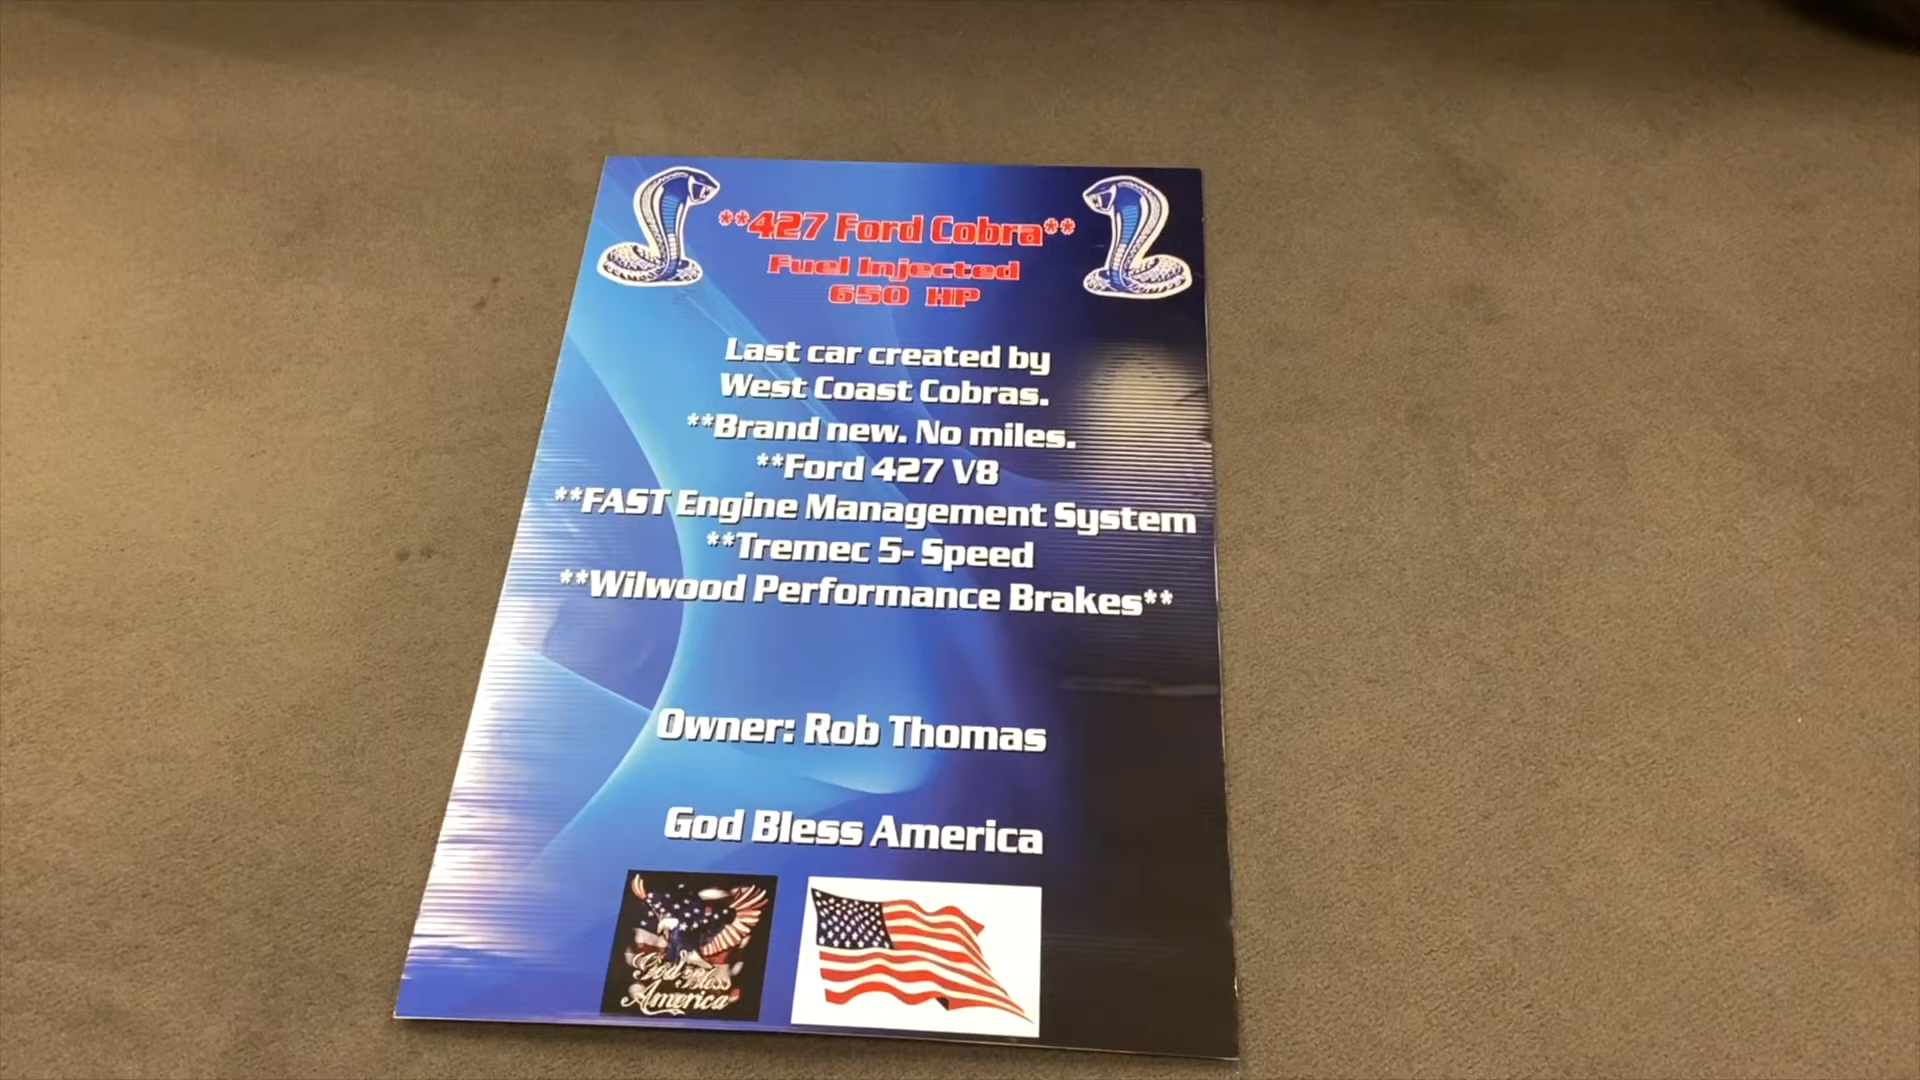 **427 Ford Cobra**
Fuel Injected
650 HP
Last car created by
West Coast Cobras.
**Brand new. No miles.
**Ford 427 V8
**FAST Engine Management System
**Tremec 5- Speed
**Wilwood Performance Brakes**
Owner: Rob Thomas
God Bless America
God Bless
America